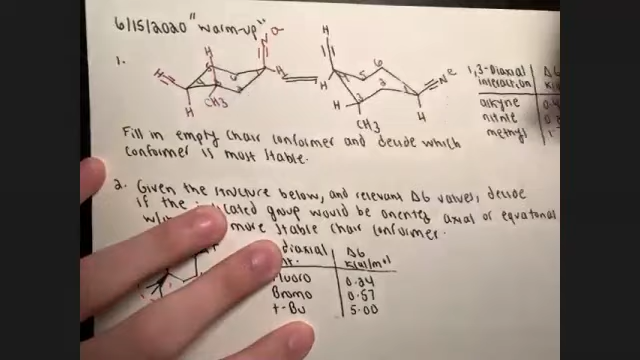 6/15/2020 "warm-up"
1.
H
CH3
H
H
H
H
H
CH3
H
1,3-Diaxial
interaction
ΔG
alkyne
nitrile
methyl
Fill in empty chair conformer and decide which
conformer is most stable.
2. Given the structure below, and relevant ΔG values, decide
if the indicated group would be oriented axial or equatorial
more stable chair conformer.
diaxial
ΔG
kcal/mol
Fluoro 0.24
Bromo 0.57
t-Bu 5.00